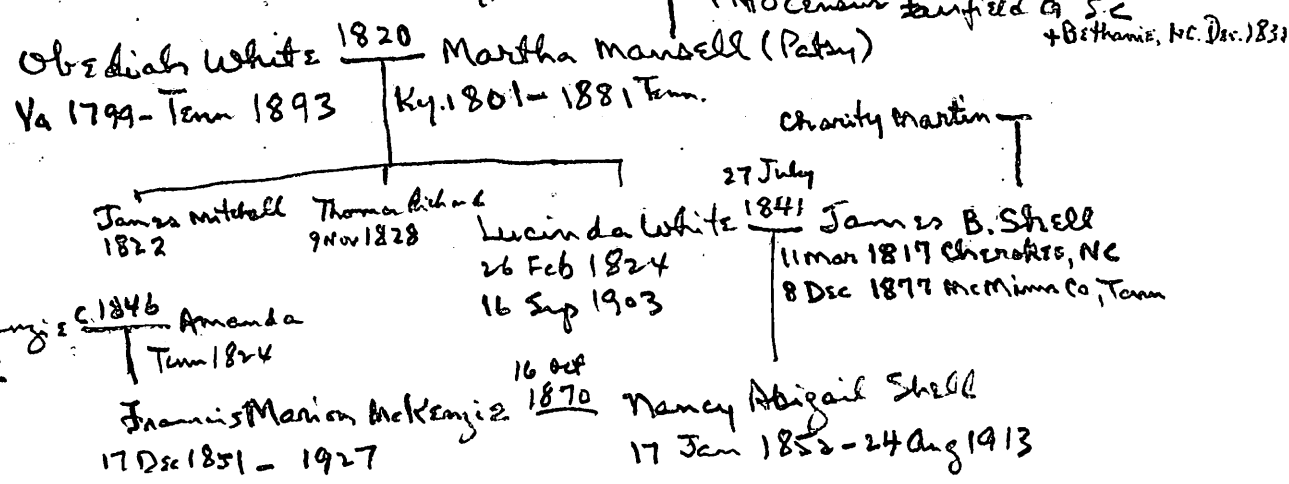 Census Fairfield Co S.C
+ Bethanie, NC. Dec. 1831
Obediah White 1820 Martha Mansell (Patsy)
Va 1799 - Tenn 1893 Ky. 1801 - 1881 Tenn.
Charity Martin
27 July
James Mitchell Thomas Richard Lucinda White 1841 James B. Shell
1822 9 Nov 1828 26 Feb 1824 11 Mar 1817 Cherokee, NC
16 Sep 1903 8 Dec 1877 McMinn Co, Tenn
c. 1846 Amanda
Tenn 1824
16 Oct
Francis Marion McKenzie 1870 Nancy Abigail Shell
17 Dec 1851 - 1927 17 Jan 1852 - 24 Aug 1913